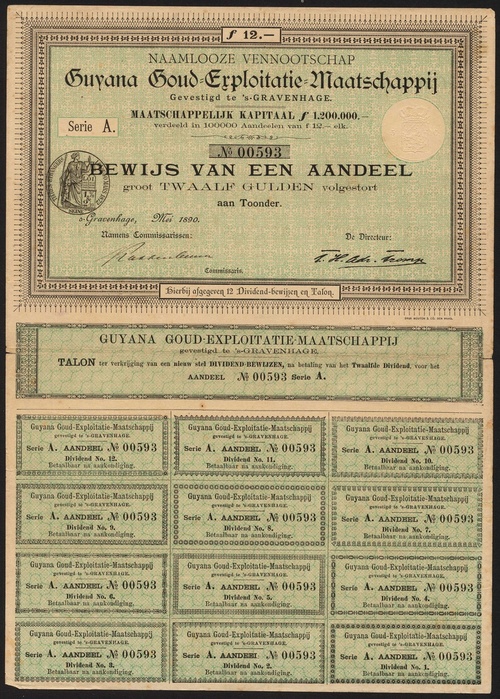 f 12.—
NAAMLOOZE VENNOOTSCHAP
Guyana Goud=Exploitatie=Maatschappij
Gevestigd te 's-GRAVENHAGE.
MAATSCHAPPELIJK KAPITAAL f 1.200.000.—
verdeeld in 100000 Aandeelen van f 12.— elk.
Serie A.
No 00593
BEWIJS VAN EEN AANDEEL
groot TWAALF GULDEN volgestort
aan Toonder.
's Gravenhage, Mei 1890.
Namens Commissarissen:
De Directeur:
Commissaris.
Hierbij afgegeven 12 Dividend-bewijzen en Talon.
GUYANA GOUD-EXPLOITATIE-MAATSCHAPPIJ
gevestigd te 's-GRAVENHAGE.
TALON ter verkrijging van een nieuw stel DIVIDEND-BEWIJZEN, na betaling van het Twaalfde Dividend, voor het
AANDEEL No 00593 Serie A.
Guyana Goud-Exploitatie-Maatschappij
gevestigd te 's-GRAVENHAGE.
Serie A. AANDEEL No 00593
Dividend No. 12.
Betaalbaar na aankondiging.
Guyana Goud-Exploitatie-Maatschappij
gevestigd te 's-GRAVENHAGE.
Serie A. AANDEEL No 00593
Dividend No. 11.
Betaalbaar na aankondiging.
Guyana Goud-Exploitatie-Maatschappij
gevestigd te 's-GRAVENHAGE.
Serie A. AANDEEL No 00593
Dividend No. 10.
Betaalbaar na aankondiging.
Guyana Goud-Exploitatie-Maatschappij
gevestigd te 's-GRAVENHAGE.
Serie A. AANDEEL No 00593
Dividend No. 9.
Betaalbaar na aankondiging.
Guyana Goud-Exploitatie-Maatschappij
gevestigd te 's-GRAVENHAGE.
Serie A. AANDEEL No 00593
Dividend No. 8.
Betaalbaar na aankondiging.
Guyana Goud-Exploitatie-Maatschappij
gevestigd te 's-GRAVENHAGE.
Serie A. AANDEEL No 00593
Dividend No. 7.
Betaalbaar na aankondiging.
Guyana Goud-Exploitatie-Maatschappij
gevestigd te 's-GRAVENHAGE.
Serie A. AANDEEL No 00593
Dividend No. 6.
Betaalbaar na aankondiging.
Guyana Goud-Exploitatie-Maatschappij
gevestigd te 's-GRAVENHAGE.
Serie A. AANDEEL No 00593
Dividend No. 5.
Betaalbaar na aankondiging.
Guyana Goud-Exploitatie-Maatschappij
gevestigd te 's-GRAVENHAGE.
Serie A. AANDEEL No 00593
Dividend No. 4.
Betaalbaar na aankondiging.
Guyana Goud-Exploitatie-Maatschappij
gevestigd te 's-GRAVENHAGE.
Serie A. AANDEEL No 00593
Dividend No. 3.
Betaalbaar na aankondiging.
Guyana Goud-Exploitatie-Maatschappij
gevestigd te 's-GRAVENHAGE.
Serie A. AANDEEL No 00593
Dividend No. 2.
Betaalbaar na aankondiging.
Guyana Goud-Exploitatie-Maatschappij
gevestigd te 's-GRAVENHAGE.
Serie A. AANDEEL No 00593
Dividend No. 1.
Betaalbaar na aankondiging.